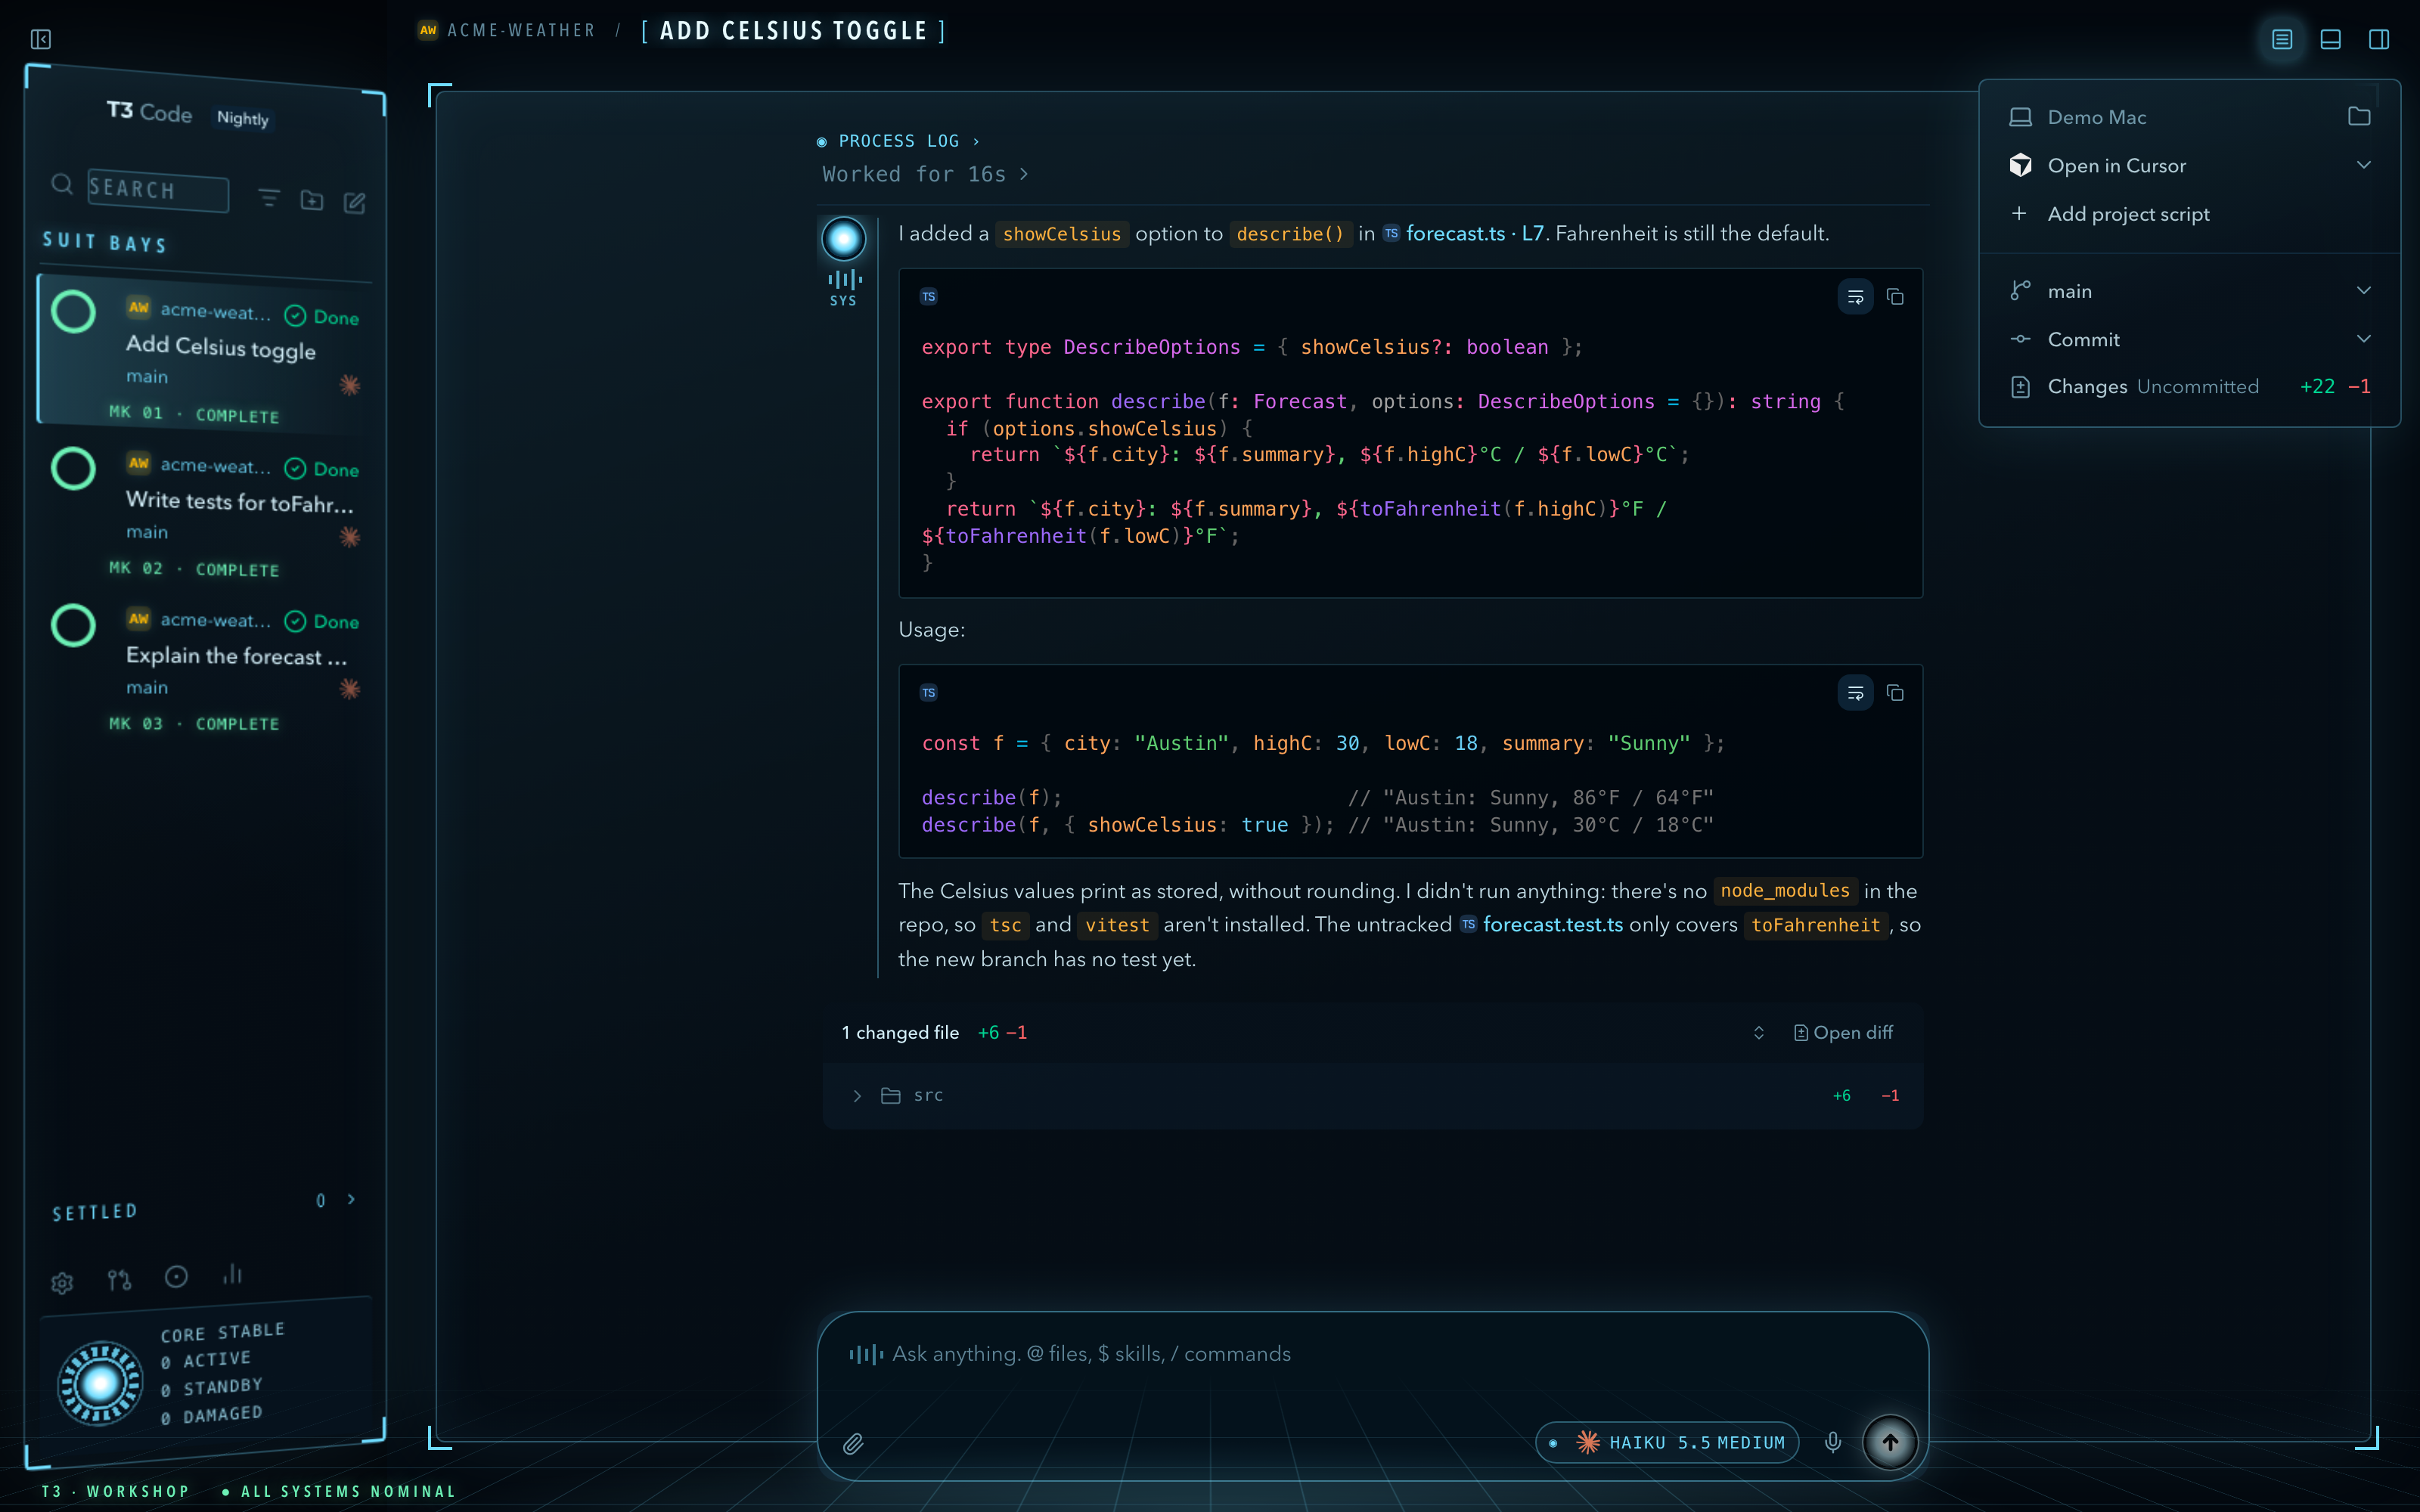 AW ACME-WEATHER / [ ADD CELSIUS TOGGLE ]
T3 Code Nightly
SEARCH
SUIT BAYS
AW acme-weat... Done
Add Celsius toggle
main
MK 01 · COMPLETE
AW acme-weat... Done
Write tests for toFahr...
main
MK 02 · COMPLETE
AW acme-weat... Done
Explain the forecast ...
main
MK 03 · COMPLETE
SETTLED 0 >
CORE STABLE
0 ACTIVE
0 STANDBY
0 DAMAGED
T3 · WORKSHOP ● ALL SYSTEMS NOMINAL
PROCESS LOG ›
Worked for 16s >
SYS
I added a showCelsius option to describe() in TS forecast.ts · L7. Fahrenheit is still the default.
TS
export type DescribeOptions = { showCelsius?: boolean };
export function describe(f: Forecast, options: DescribeOptions = {}): string {
  if (options.showCelsius) {
    return `${f.city}: ${f.summary}, ${f.highC}°C / ${f.lowC}°C`;
  }
  return `${f.city}: ${f.summary}, ${toFahrenheit(f.highC)}°F /
${toFahrenheit(f.lowC)}°F`;
}
Usage:
TS
const f = { city: "Austin", highC: 30, lowC: 18, summary: "Sunny" };
describe(f);                        // "Austin: Sunny, 86°F / 64°F"
describe(f, { showCelsius: true }); // "Austin: Sunny, 30°C / 18°C"
The Celsius values print as stored, without rounding. I didn't run anything: there's no node_modules in the
repo, so tsc and vitest aren't installed. The untracked TS forecast.test.ts only covers toFahrenheit, so
the new branch has no test yet.
1 changed file +6 −1 Open diff
src +6 −1
Ask anything. @ files, $ skills, / commands
HAIKU 5.5 MEDIUM
Demo Mac
Open in Cursor
Add project script
main
Commit
Changes Uncommitted +22 −1